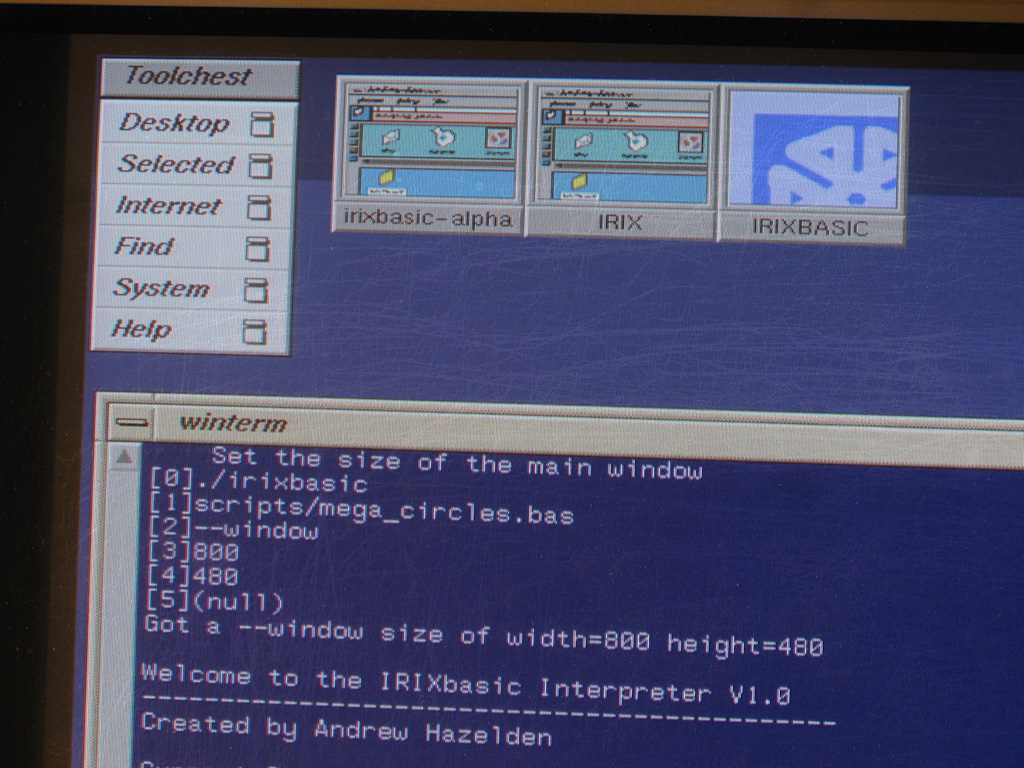 Toolchest
Desktop
Selected
Internet
Find
System
Help
irixbasic-alpha
IRIX
IRIXBASIC
winterm
Set the size of the main window
[0]./irixbasic
[1]scripts/mega_circles.bas
[2]--window
[3]800
[4]480
[5](null)
Got a --window size of width=800 height=480
Welcome to the IRIXbasic Interpreter V1.0
------------------------------------------------
Created by Andrew Hazelden